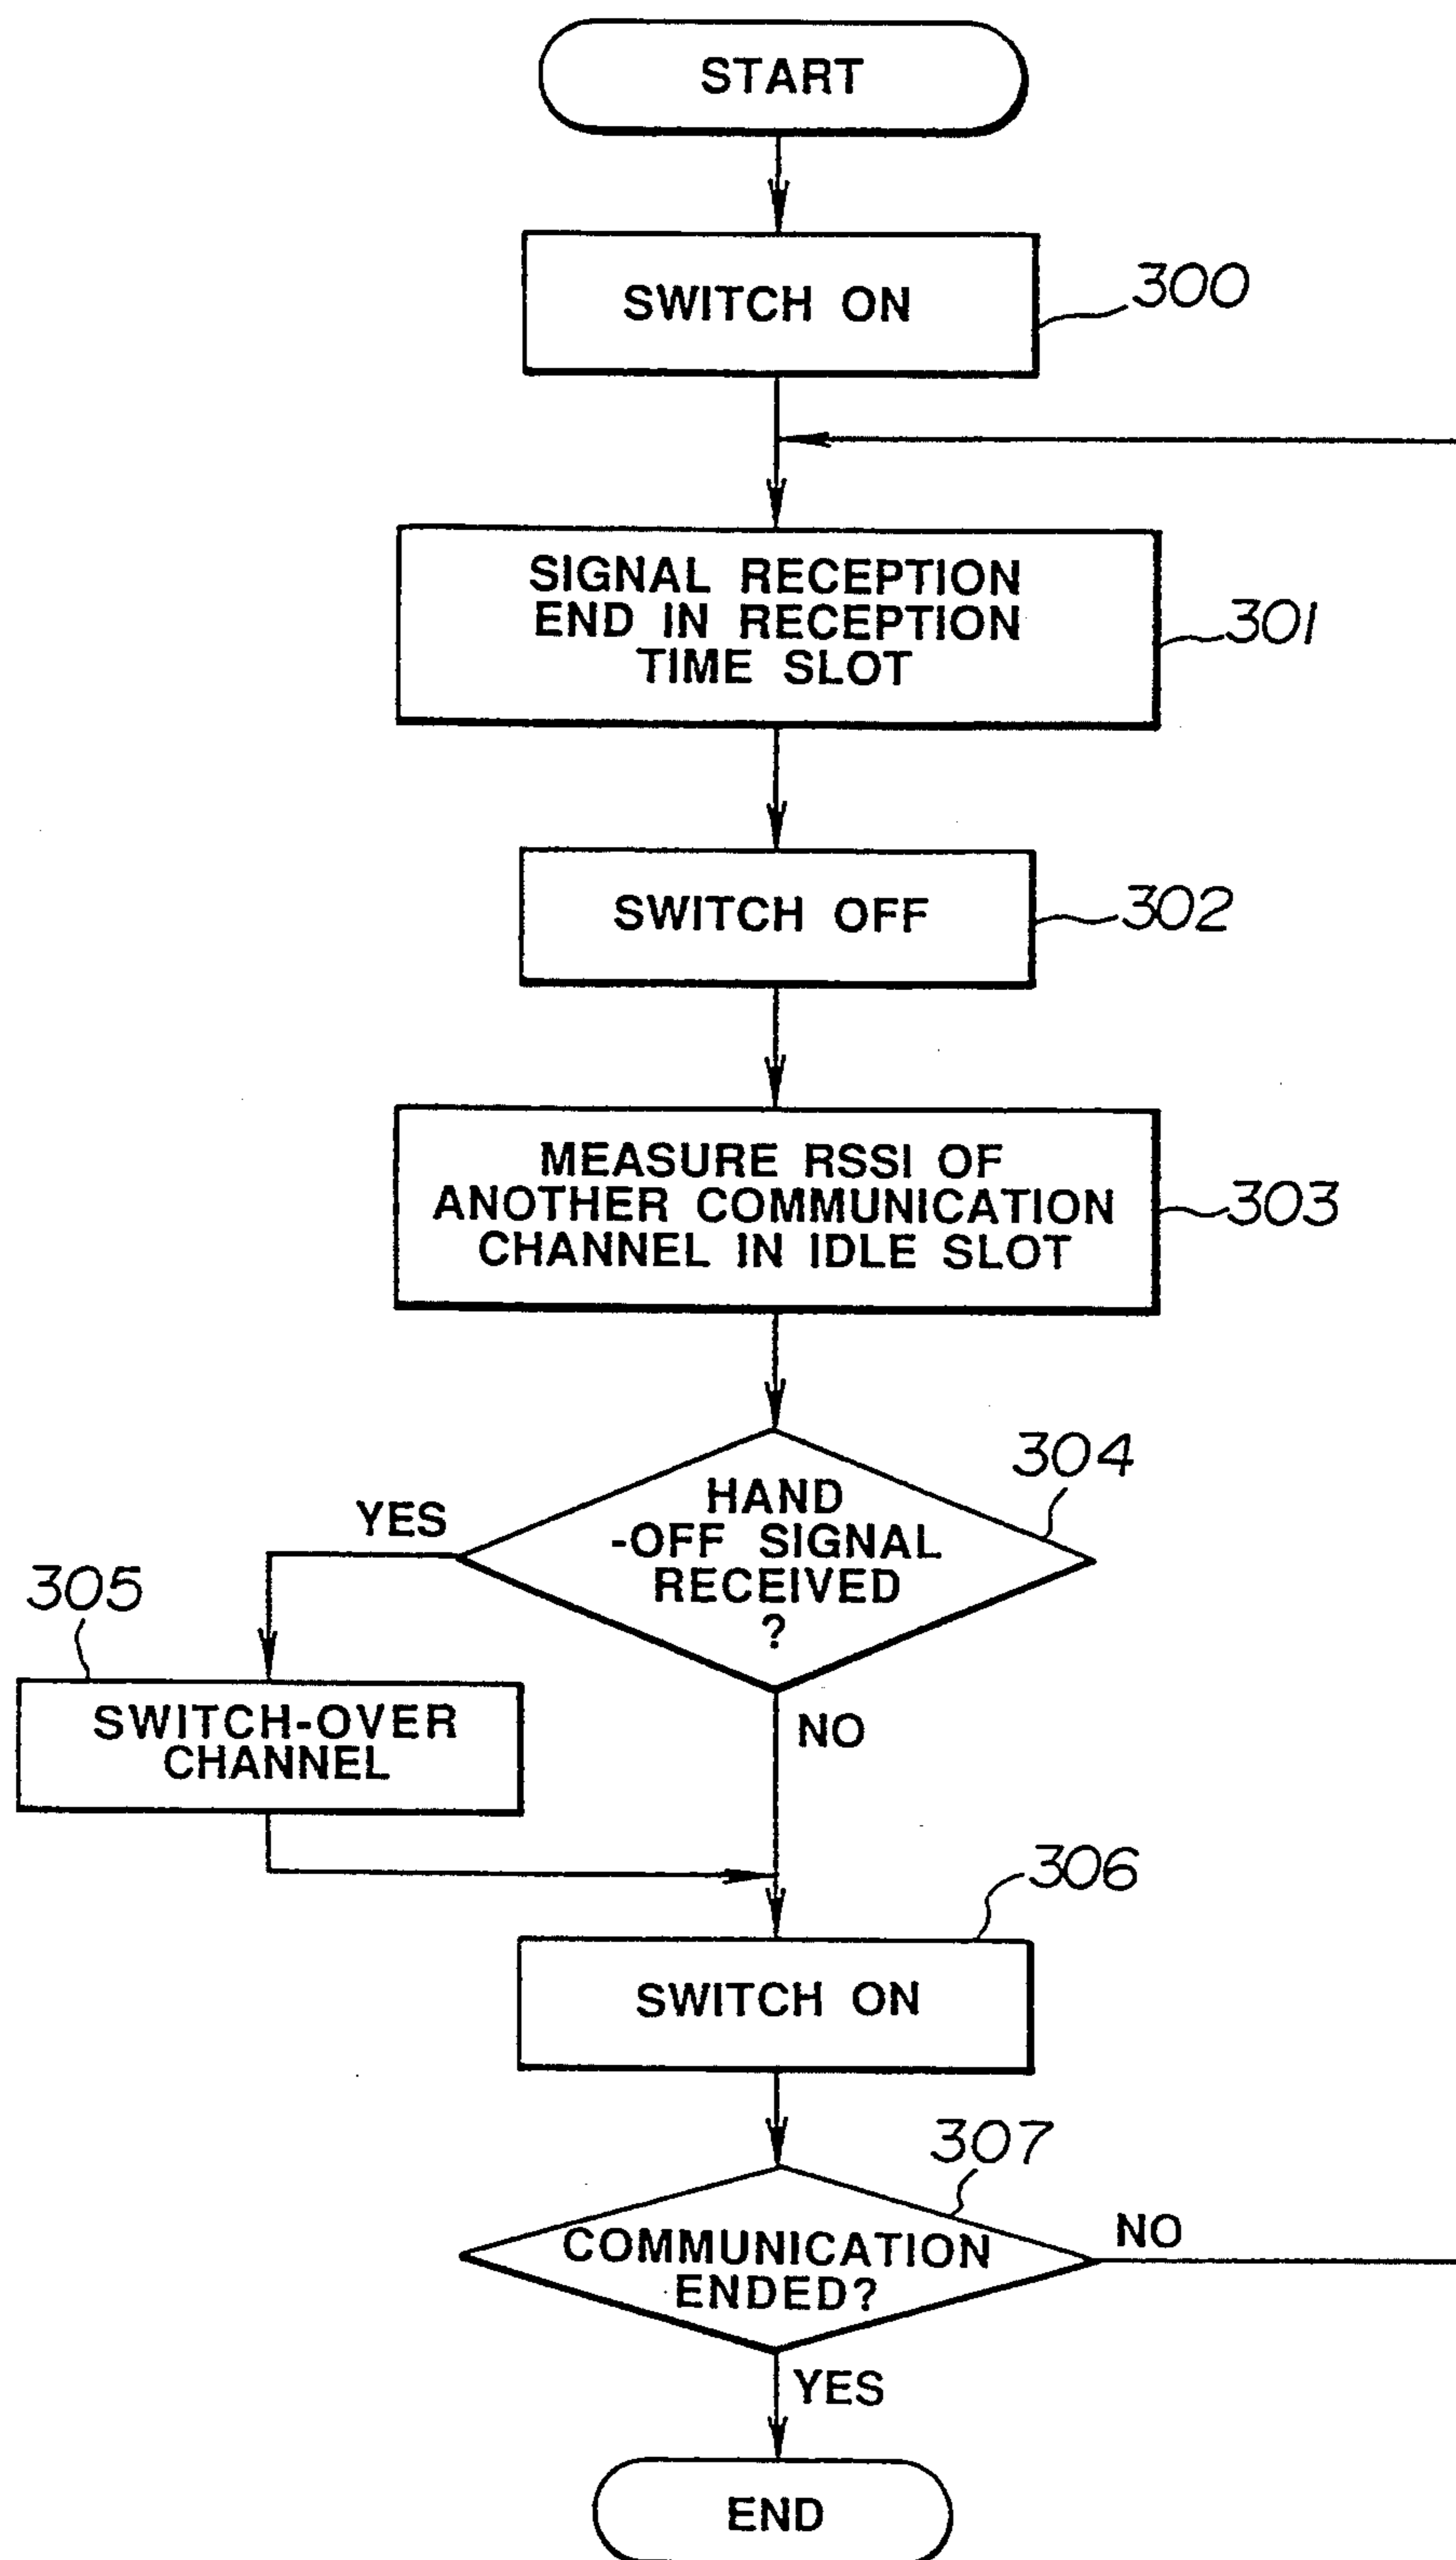 START
SWITCH ON
300
SIGNAL RECEPTION
END IN RECEPTION
TIME SLOT
301
SWITCH OFF
302
MEASURE RSSI OF
ANOTHER COMMUNICATION
CHANNEL IN IDLE SLOT
303
304
HAND
-OFF SIGNAL
RECEIVED
?
YES
305
SWITCH-OVER
CHANNEL
NO
306
SWITCH ON
307
COMMUNICATION
ENDED?
NO
YES
END